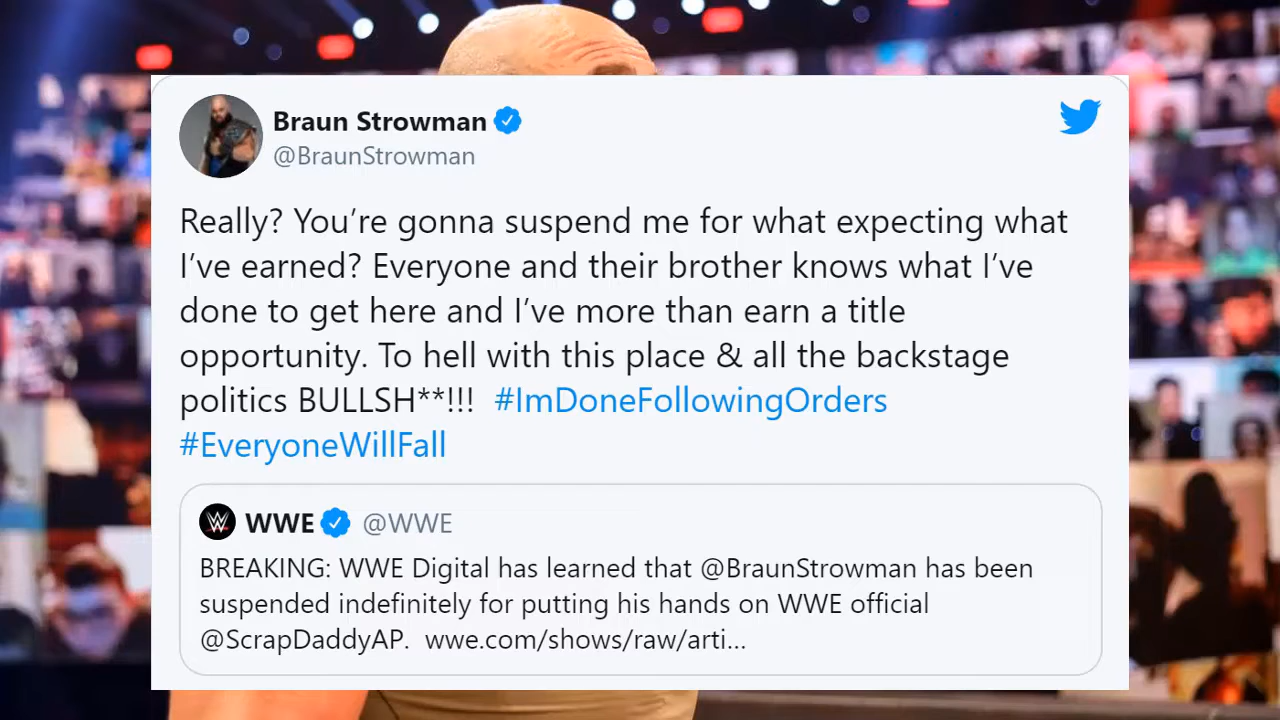 Braun Strowman
@BraunStrowman
Really? You’re gonna suspend me for what expecting what
I’ve earned? Everyone and their brother knows what I’ve
done to get here and I’ve more than earn a title
opportunity. To hell with this place & all the backstage
politics BULLSH**!!! #ImDoneFollowingOrders
#EveryoneWillFall
WWE @WWE
BREAKING: WWE Digital has learned that @BraunStrowman has been
suspended indefinitely for putting his hands on WWE official
@ScrapDaddyAP. wwe.com/shows/raw/arti...